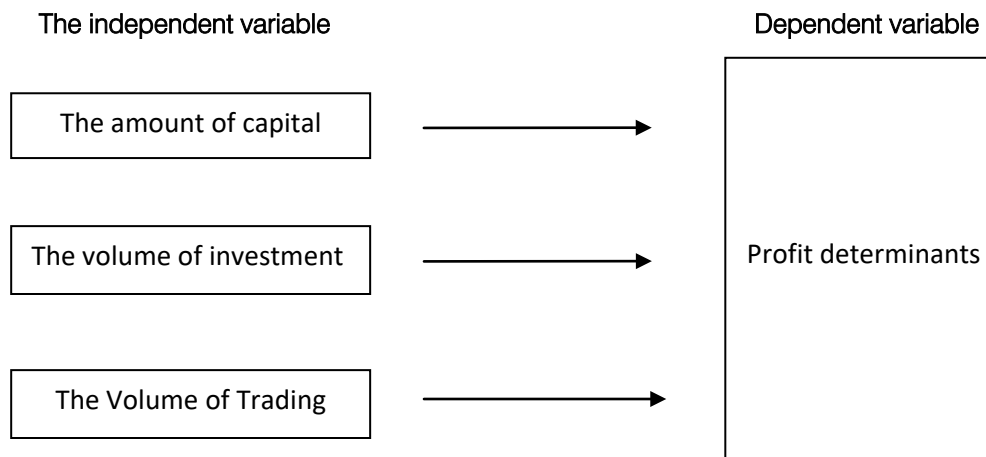 The independent variable
Dependent variable
The amount of capital
The volume of investment
Profit determinants
The Volume of Trading